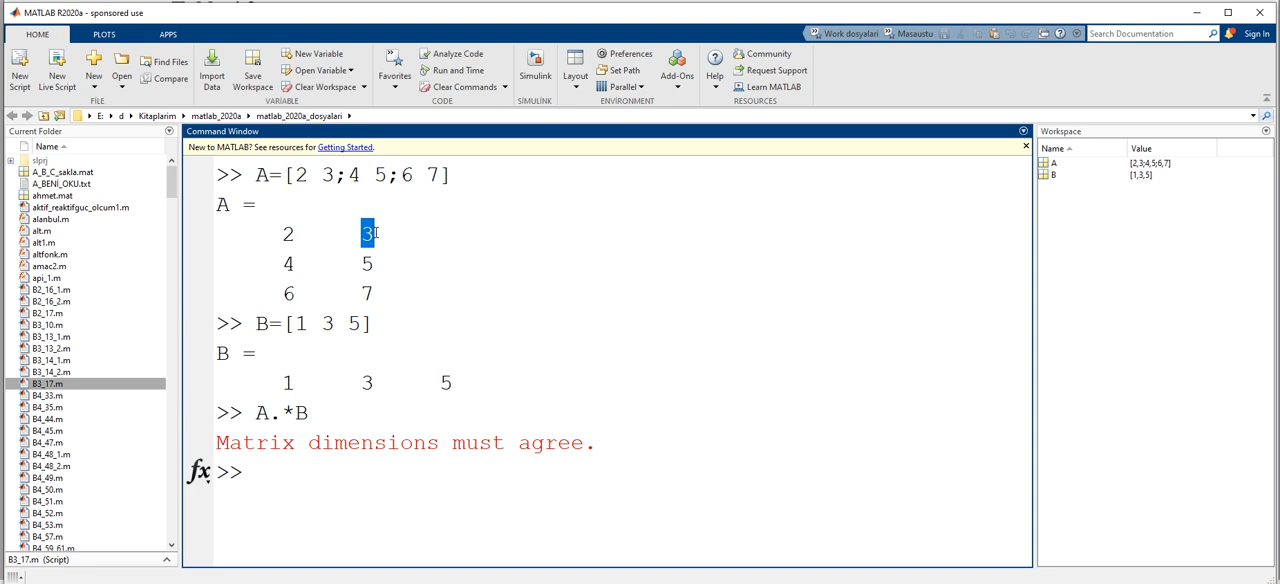 MATLAB R2020a - sponsored use
HOME PLOTS APPS
Work dosyalari Masaustu Search Documentation Sign In
New Script
New Live Script
New
Open
Find Files
Compare
Import Data
Save Workspace
New Variable
Open Variable
Clear Workspace
Favorites
Analyze Code
Run and Time
Clear Commands
Simulink
Layout
Preferences
Set Path
Parallel
Add-Ons
Help
Community
Request Support
Learn MATLAB
FILE VARIABLE CODE SIMULINK ENVIRONMENT RESOURCES
E: d Kitaplarim matlab_2020a matlab_2020a_dosyalari
Current Folder
Name
slprj
A_B_C_sakla.mat
A_BENİ_OKU.txt
ahmet.mat
aktif_reaktifguc_olcum1.m
alanbul.m
alt.m
alt1.m
altfonk.m
amac2.m
api_1.m
B2_16_1.m
B2_16_2.m
B2_17.m
B3_10.m
B3_13_1.m
B3_13_2.m
B3_14_1.m
B3_14_2.m
B3_17.m
B4_33.m
B4_35.m
B4_44.m
B4_45.m
B4_47.m
B4_48_1.m
B4_48_2.m
B4_49.m
B4_50.m
B4_51.m
B4_52.m
B4_53.m
B4_57.m
B4_59_61.m
B3_17.m (Script)
Command Window
New to MATLAB? See resources for Getting Started.
>> A=[2 3;4 5;6 7]
A =
2 3
4 5
6 7
>> B=[1 3 5]
B =
1 3 5
>> A.*B
Matrix dimensions must agree.
fx >>
Workspace
Name Value
A [2,3;4,5;6,7]
B [1,3,5]